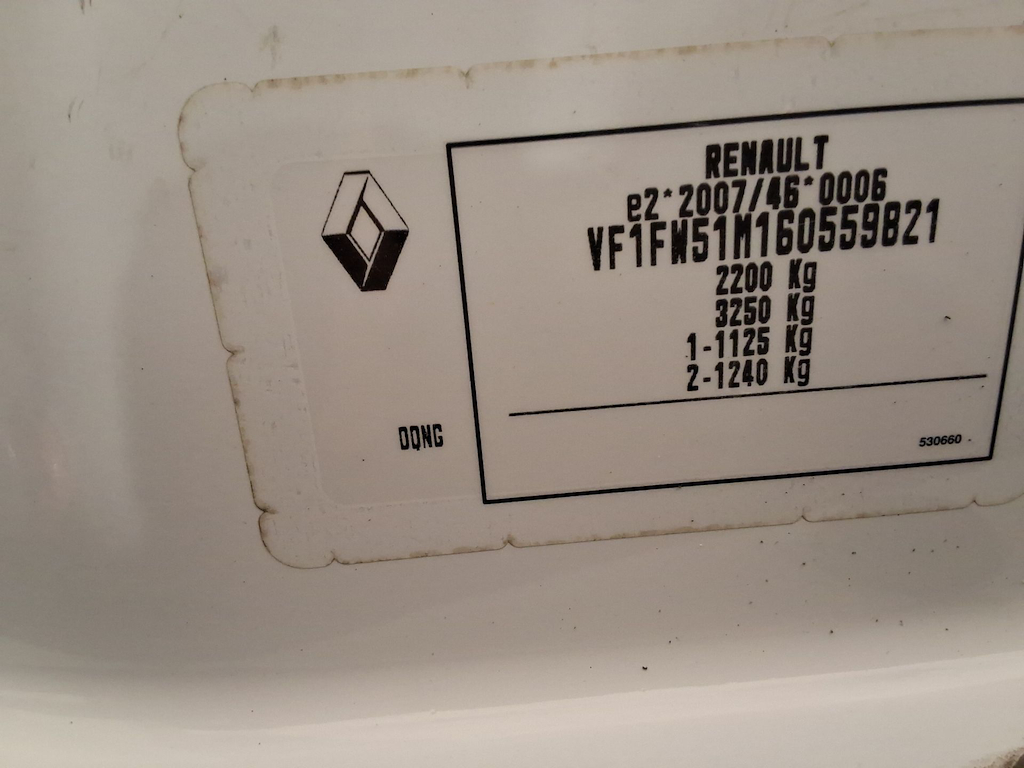 RENAULT
e2*2007/46*0006
VF1FW51M160559821
2200 Kg
3250 Kg
1-1125 Kg
2-1240 Kg
DQNG
530660